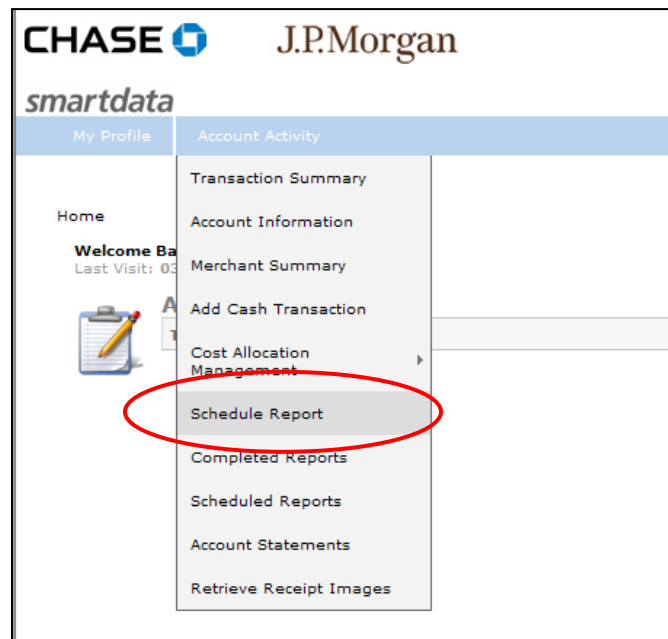 CHASE J.P.Morgan
smartdata
My Profile Account Activity
Transaction Summary
Home
Account Information
Welcome Ba
Last Visit: 03
Merchant Summary
A
Add Cash Transaction
T
Cost Allocation
Management
Schedule Report
Completed Reports
Scheduled Reports
Account Statements
Retrieve Receipt Images